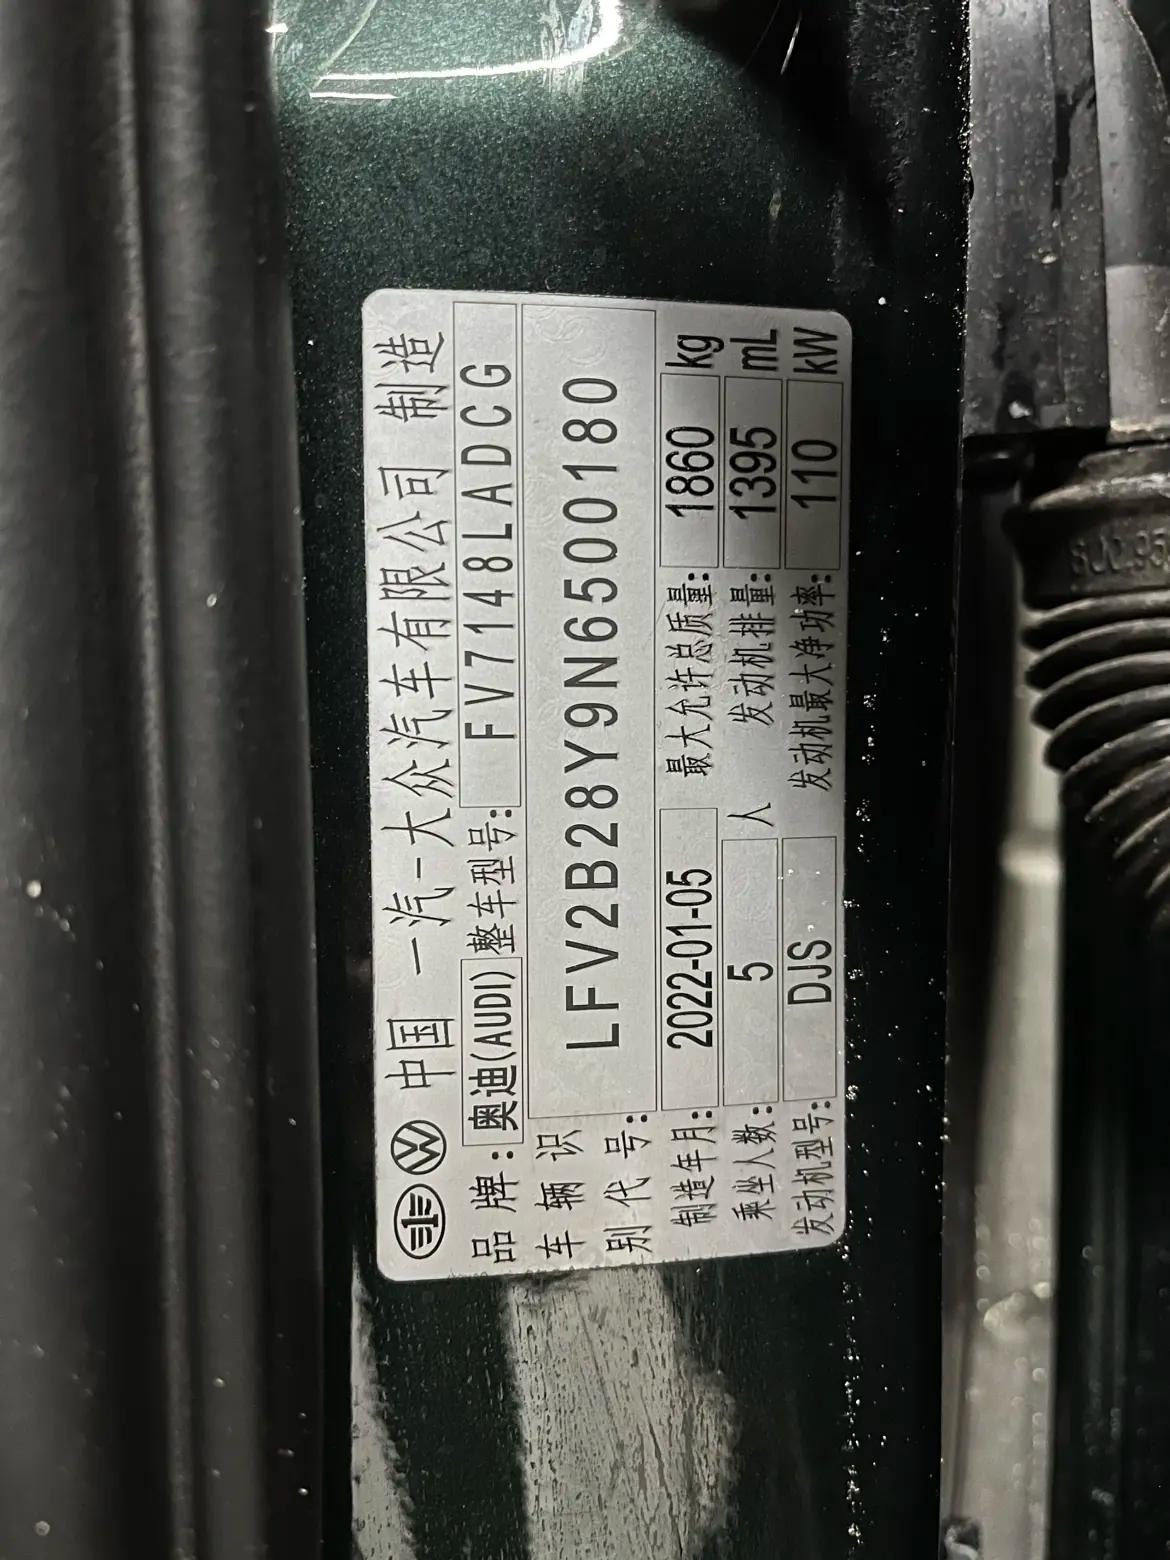 中国 一汽-大众汽车有限公司 制造
品牌:奥迪(AUDI) 整车型号:FV7148LADCG
车辆识别代号:LFV2B28Y9N6500180
制造年月:2022-01-05 最大允许总质量:1860 kg
乘坐人数:5 人 发动机排量:1395 mL
发动机型号:DJS 发动机最大净功率:110 kW